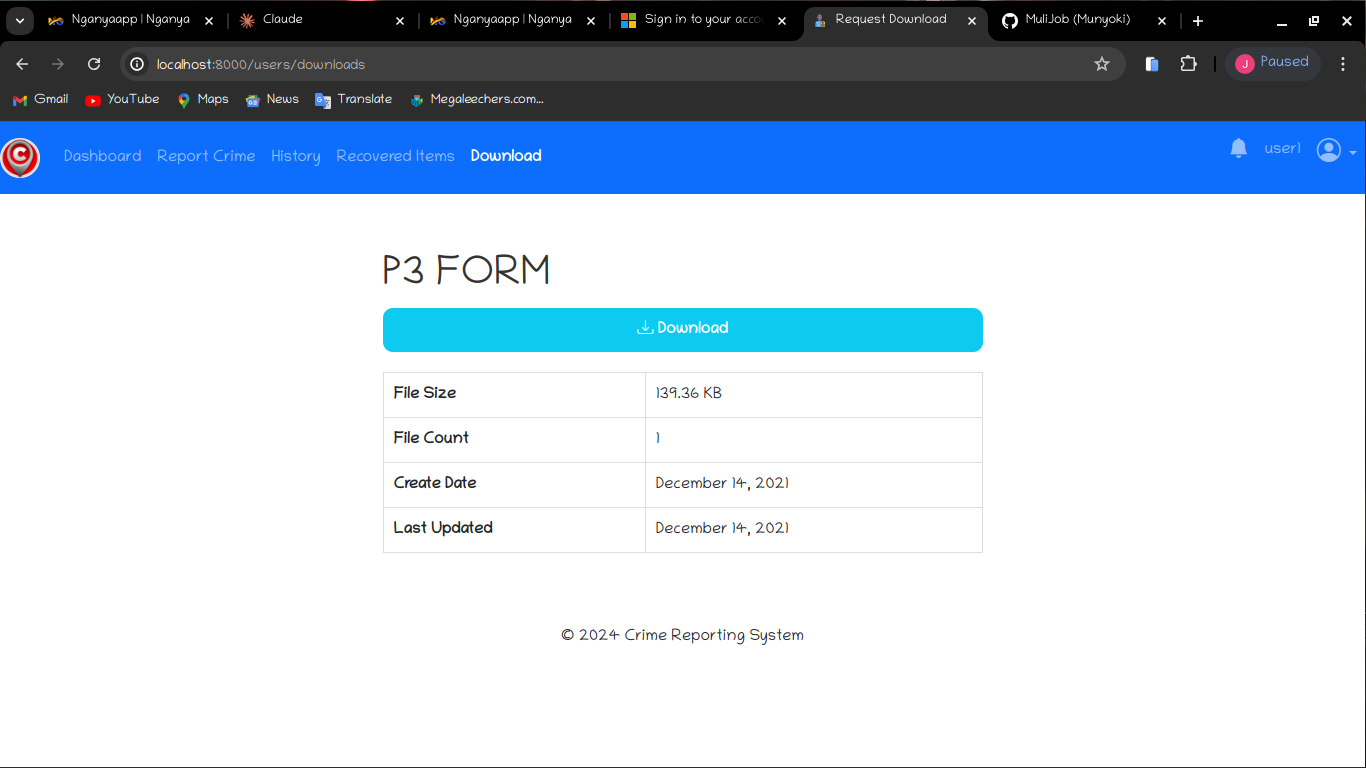 Nganyaapp | Nganya
Claude
Nganyaapp | Nganya
Sign in to your acco
Request Download
MuliJob (Munyoki)
localhost:8000/users/downloads
J
Paused
Gmail
YouTube
Maps
News
Translate
Megaleechers.com...
C
Dashboard
Report Crime
History
Recovered Items
Download
user1
P3 FORM
Download
File Size 139.36 KB
File Count 1
Create Date December 14, 2021
Last Updated December 14, 2021
© 2024 Crime Reporting System